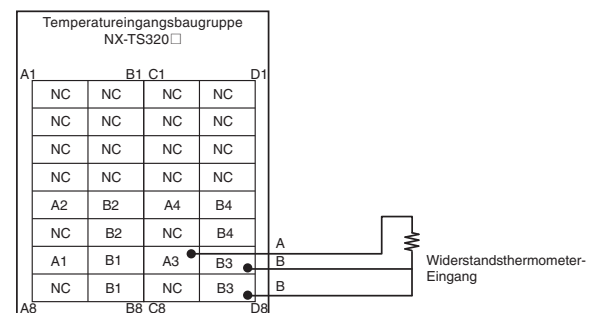 Temperatureingangsbaugruppe
NX-TS320□
A1 B1 C1 D1
NC NC NC NC
NC NC NC NC
NC NC NC NC
NC NC NC NC
A2 B2 A4 B4
NC B2 NC B4
A1 B1 A3 B3
NC B1 NC B3
A8 B8 C8 D8
A
B
B
Widerstandsthermometer-
Eingang